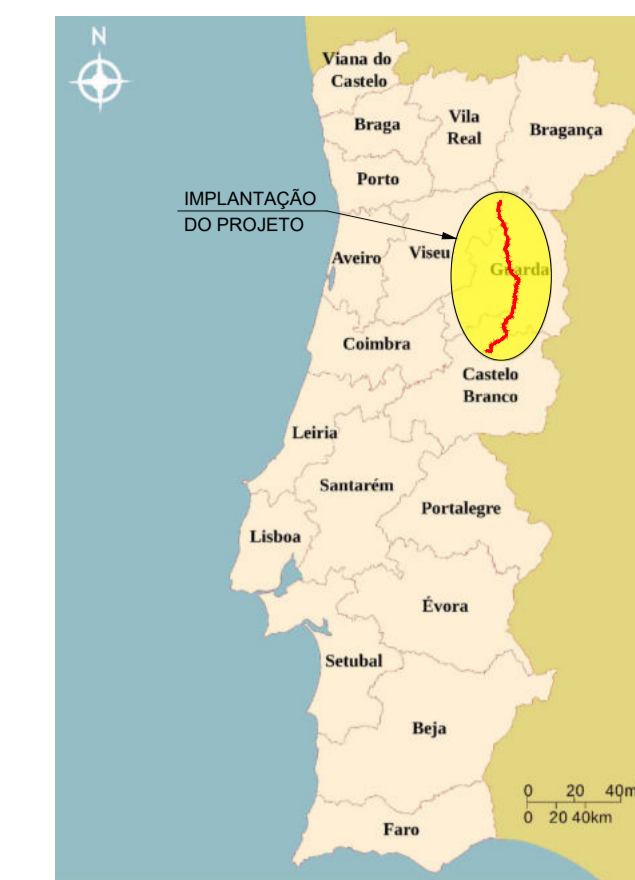 N
Viana do
Castelo
Braga
Vila
Real
Bragança
Porto
IMPLANTAÇÃO
DO PROJETO
Aveiro
Viseu
Guarda
Coimbra
Castelo
Branco
Leiria
Santarém
Portalegre
Lisboa
Évora
Setubal
Beja
0 20 40m
0 20 40km
Faro